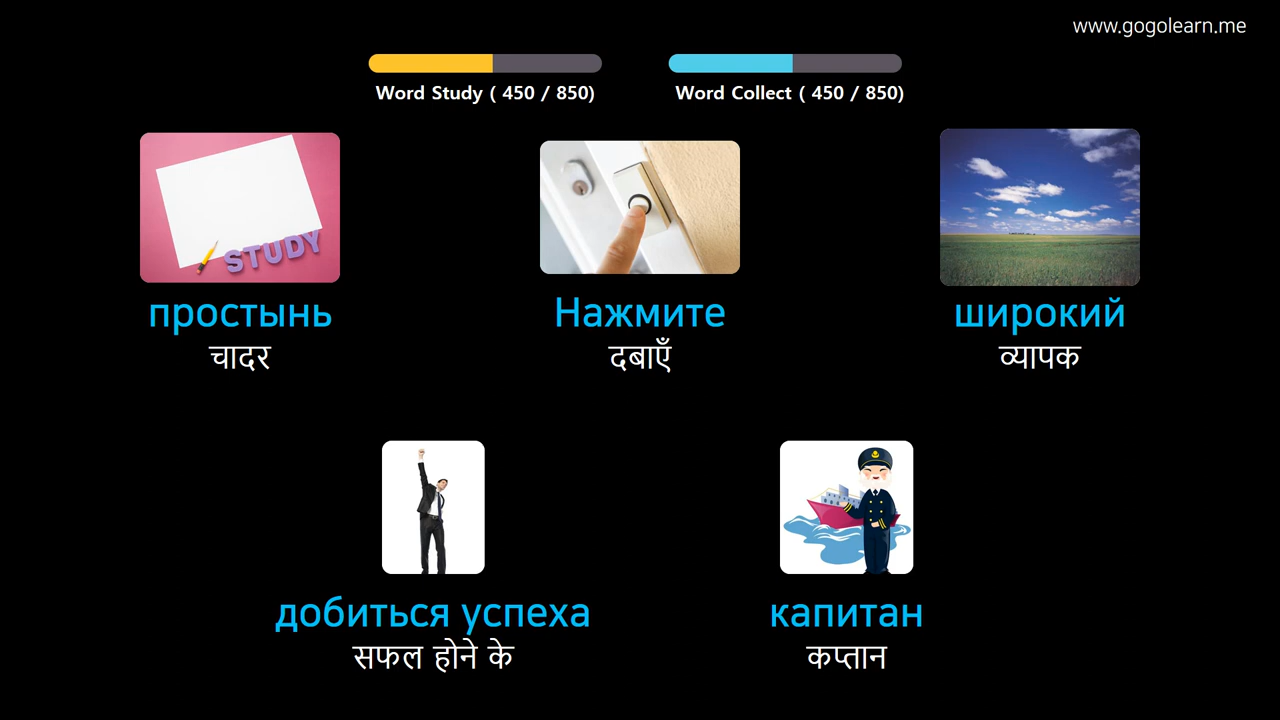 www.gogolearn.me
Word Study ( 450 / 850)
Word Collect ( 450 / 850)
STUDY
простынь
चादर
Нажмите
दबाएँ
широкий
व्यापक
добиться успеха
सफल होने के
капитан
कप्तान